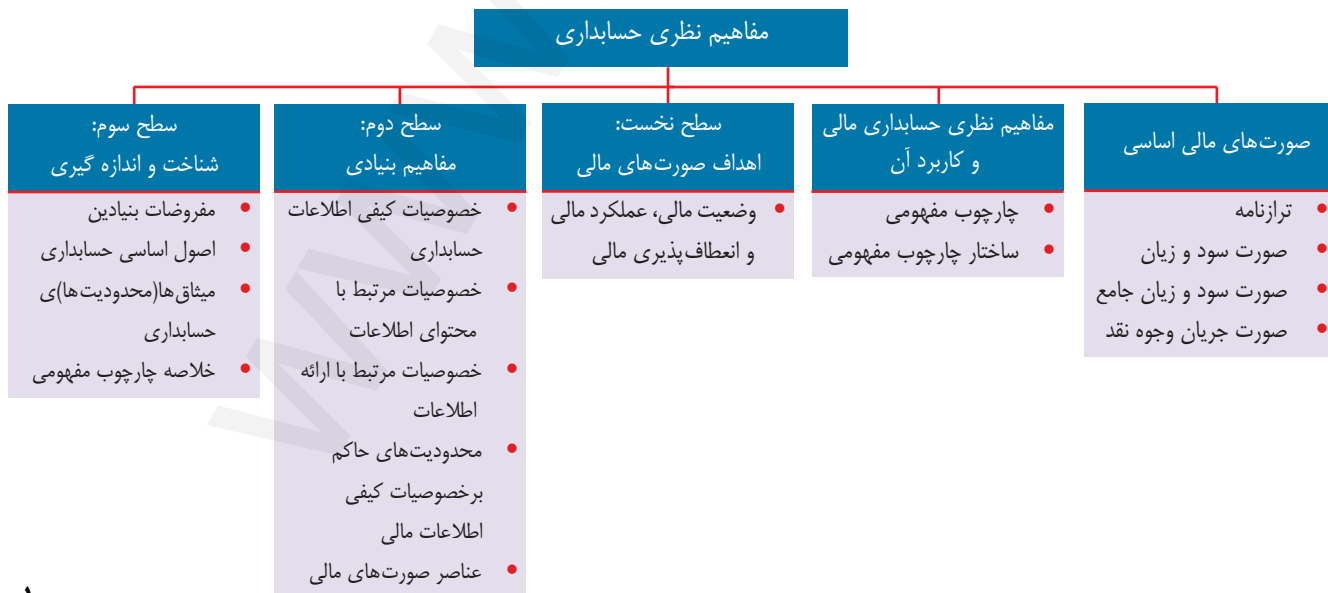 مفاهیم نظری حسابداری
صورت‌های مالی اساسی
• ترازنامه
• صورت سود و زیان
• صورت سود و زیان جامع
• صورت جریان وجوه نقد
مفاهیم نظری حسابداری مالی
و کاربرد آن
• چارچوب مفهومی
• ساختار چارچوب مفهومی
سطح نخست:
اهداف صورت‌های مالی
• وضعیت مالی، عملکرد مالی
و انعطاف‌پذیری مالی
سطح دوم:
مفاهیم بنیادی
• خصوصیات کیفی اطلاعات
حسابداری
• خصوصیات مرتبط با
محتوای اطلاعات
• خصوصیات مرتبط با ارائه
اطلاعات
• محدودیت‌های حاکم
برخصوصیات کیفی
اطلاعات مالی
• عناصر صورت‌های مالی
سطح سوم:
شناخت و اندازه گیری
• مفروضات بنیادین
• اصول اساسی حسابداری
• میثاق‌ها(محدودیت‌ها)ی
حسابداری
• خلاصه چارچوب مفهومی
www